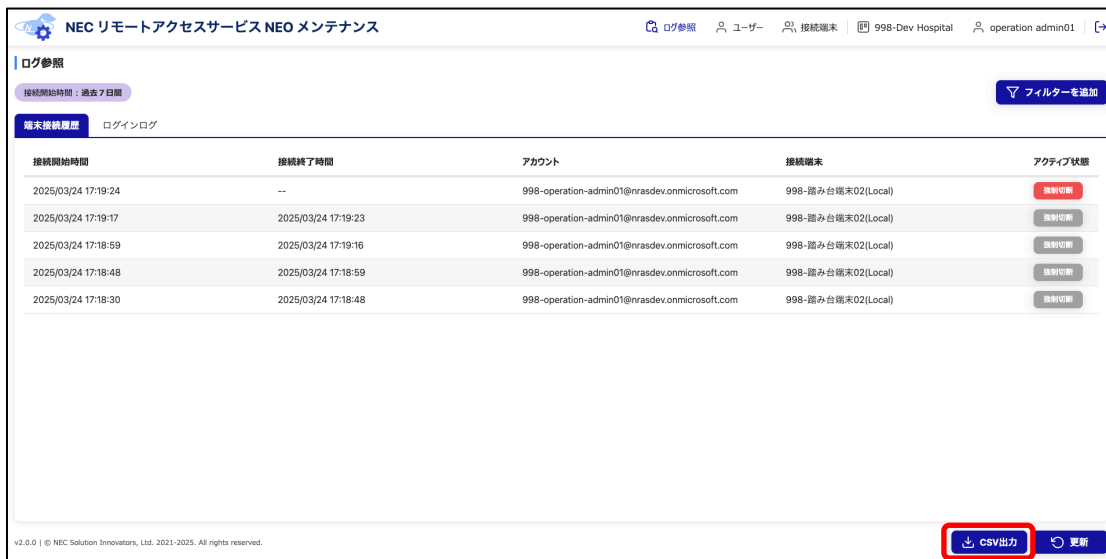 NEC リモートアクセスサービス NEO メンテナンス
ログ参照 ユーザー 接続端末 998-Dev Hospital operation admin01
ログ参照
接続開始時間：過去７日間
フィルターを追加
端末接続履歴 ログインログ
接続開始時間 接続終了時間 アカウント 接続端末 アクティブ状態
2025/03/24 17:19:24 -- 998-operation-admin01@nrasdev.onmicrosoft.com 998-踏み台端末02(Local) 強制切断
2025/03/24 17:19:17 2025/03/24 17:19:23 998-operation-admin01@nrasdev.onmicrosoft.com 998-踏み台端末02(Local) 強制切断
2025/03/24 17:18:59 2025/03/24 17:19:16 998-operation-admin01@nrasdev.onmicrosoft.com 998-踏み台端末02(Local) 強制切断
2025/03/24 17:18:48 2025/03/24 17:18:59 998-operation-admin01@nrasdev.onmicrosoft.com 998-踏み台端末02(Local) 強制切断
2025/03/24 17:18:30 2025/03/24 17:18:48 998-operation-admin01@nrasdev.onmicrosoft.com 998-踏み台端末02(Local) 強制切断
v2.0.0 | © NEC Solution Innovators, Ltd. 2021-2025. All rights reserved.
CSV出力 更新